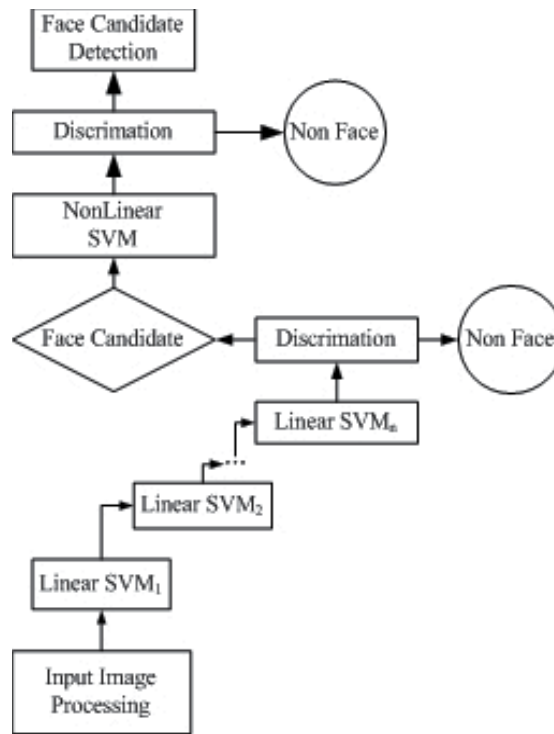 Face Candidate
Detection
Discrimation
Non Face
NonLinear
SVM
Face Candidate
Discrimation
Non Face
Linear SVMₙ
...
Linear SVM₂
Linear SVM₁
Input Image
Processing